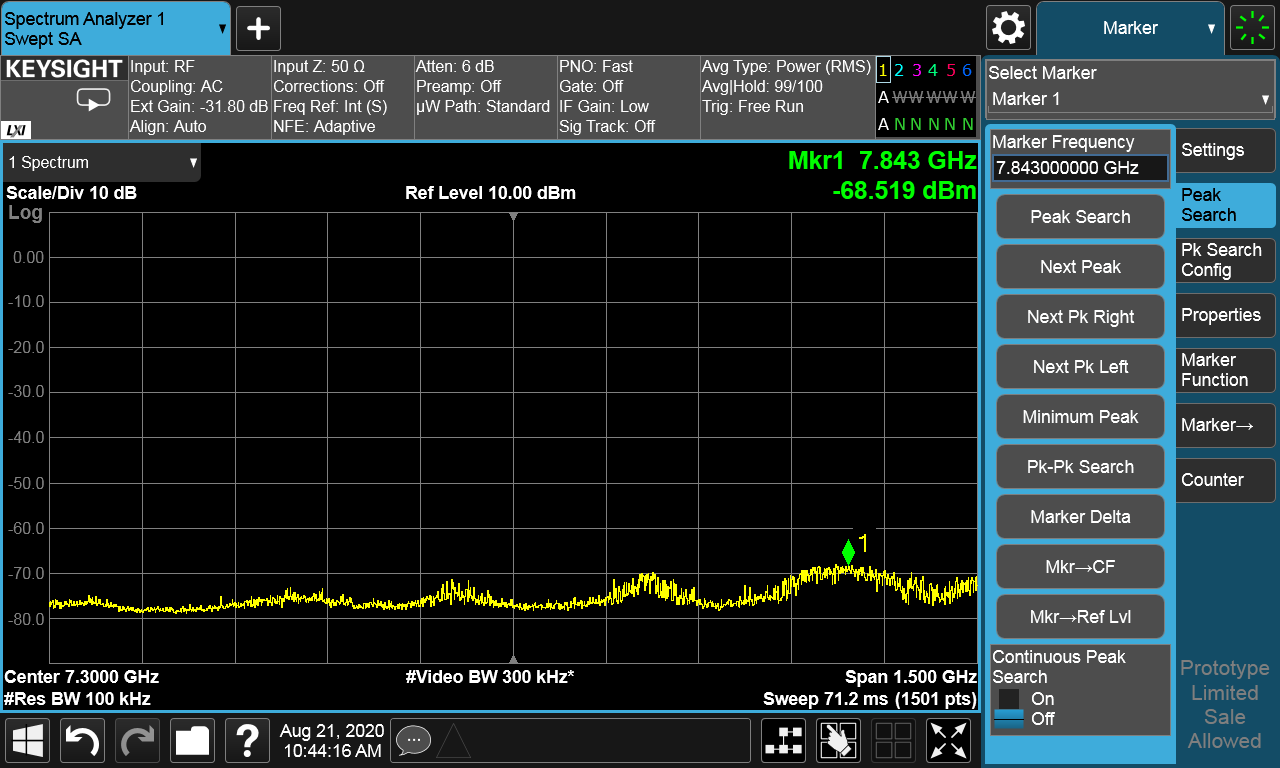 Spectrum Analyzer 1
Swept SA
Marker
KEYSIGHT
LXI
Input: RF
Coupling: AC
Ext Gain: -31.80 dB
Align: Auto
Input Z: 50 Ω
Corrections: Off
Freq Ref: Int (S)
NFE: Adaptive
Atten: 6 dB
Preamp: Off
µW Path: Standard
PNO: Fast
Gate: Off
IF Gain: Low
Sig Track: Off
Avg Type: Power (RMS)
Avg|Hold: 99/100
Trig: Free Run
1 2 3 4 5 6
A W W W W W
A N N N N N
Select Marker
Marker 1
1 Spectrum
Mkr1 7.843 GHz
-68.519 dBm
Scale/Div 10 dB
Ref Level 10.00 dBm
Log
0.00
-10.0
-20.0
-30.0
-40.0
-50.0
-60.0
-70.0
-80.0
1
Center 7.3000 GHz
#Video BW 300 kHz*
Span 1.500 GHz
#Res BW 100 kHz
Sweep 71.2 ms (1501 pts)
Marker Frequency
7.843000000 GHz
Peak Search
Next Peak
Next Pk Right
Next Pk Left
Minimum Peak
Pk-Pk Search
Marker Delta
Mkr→CF
Mkr→Ref Lvl
Continuous Peak
Search
On
Off
Settings
Peak
Search
Pk Search
Config
Properties
Marker
Function
Marker→
Counter
Prototype
Limited
Sale
Allowed
?
Aug 21, 2020
10:44:16 AM